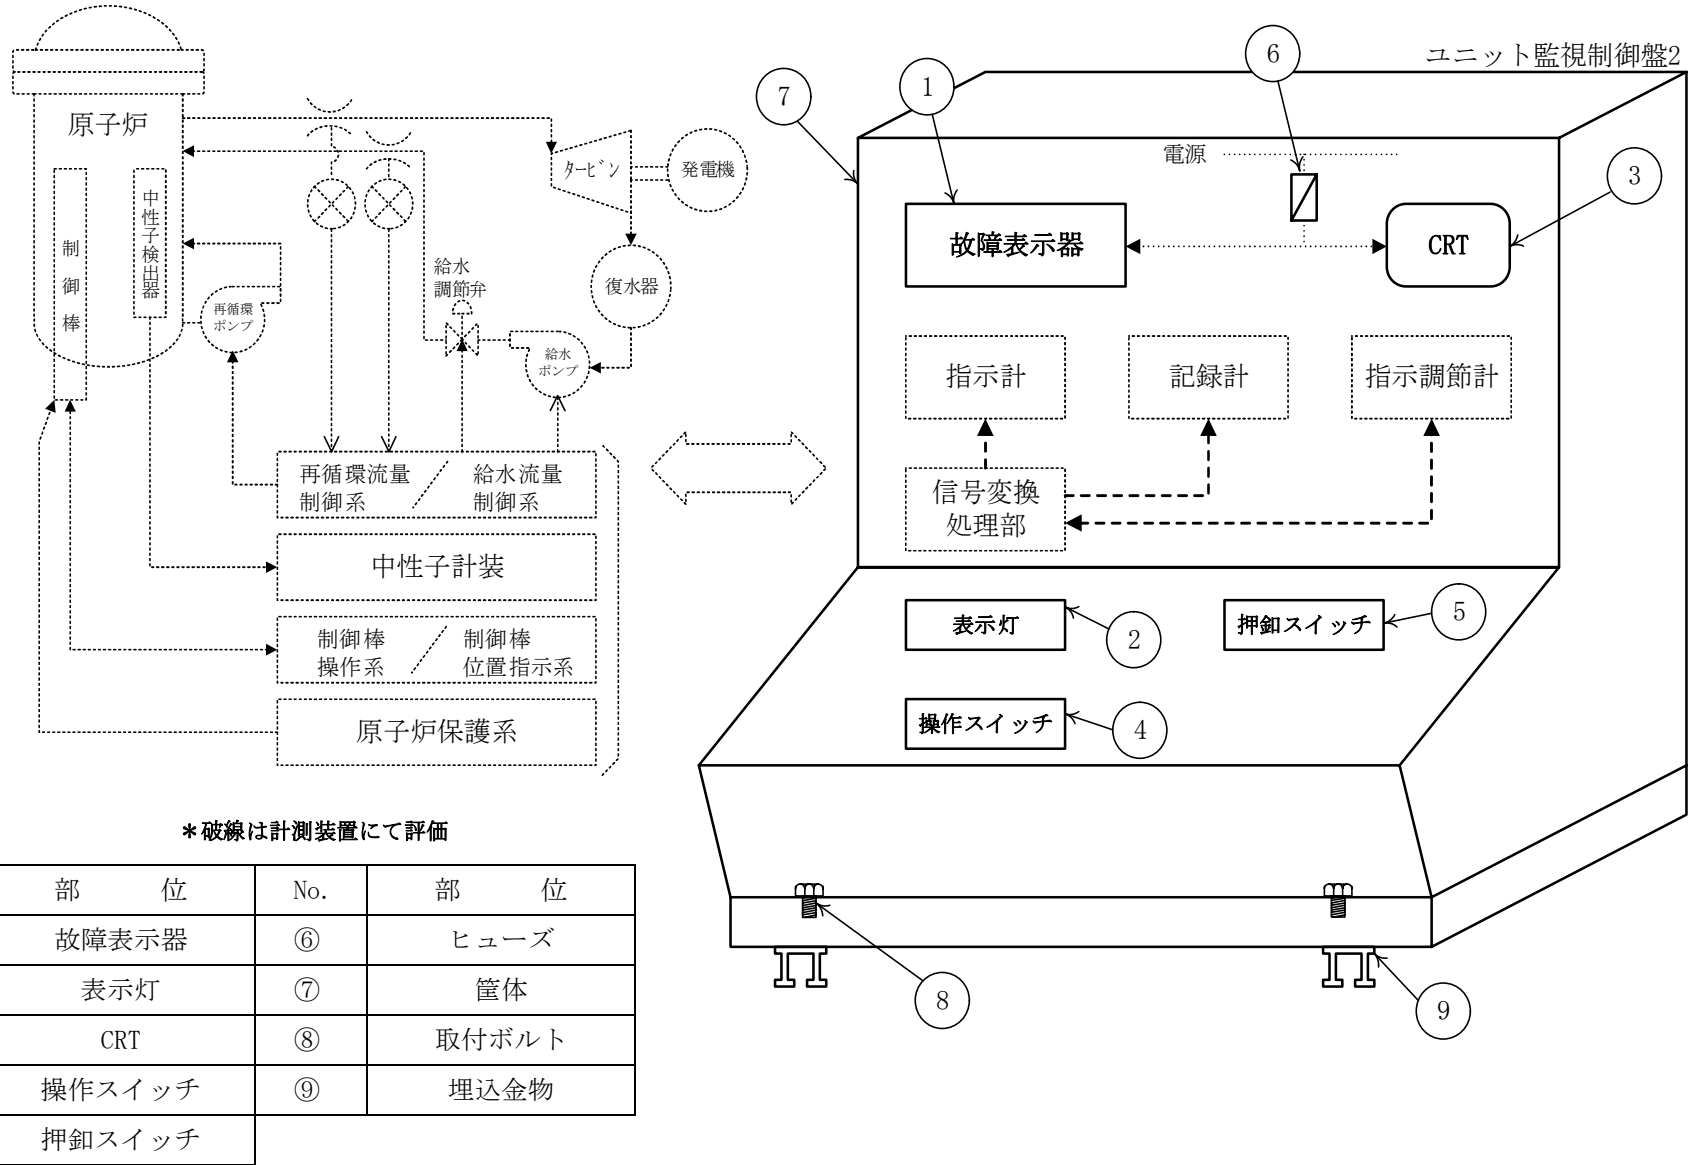 ユニット監視制御盤2
⑥
①
⑦
③
電源
故障表示器
CRT
指示計
記録計
指示調節計
信号変換
処理部
表示灯
②
押釦スイッチ
⑤
操作スイッチ
④
⑧
⑨
原子炉
制御棒
中性子検出器
再循環
ポンプ
タービン
発電機
復水器
給水
調節弁
給水
ポンプ
再循環流量
制御系
給水流量
制御系
中性子計装
制御棒
操作系
制御棒
位置指示系
原子炉保護系
*破線は計測装置にて評価
部 位 No. 部 位
故障表示器 ⑥ ヒューズ
表示灯 ⑦ 筐体
CRT ⑧ 取付ボルト
操作スイッチ ⑨ 埋込金物
押釦スイッチ